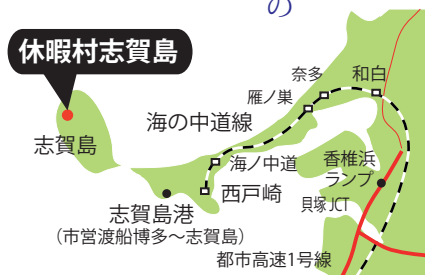 の
休暇村志賀島
奈多
和白
雁ノ巣
海の中道線
志賀島
海ノ中道
香椎浜
ランプ
西戸崎
貝塚JCT
志賀島港
（市営渡船博多～志賀島）
都市高速1号線